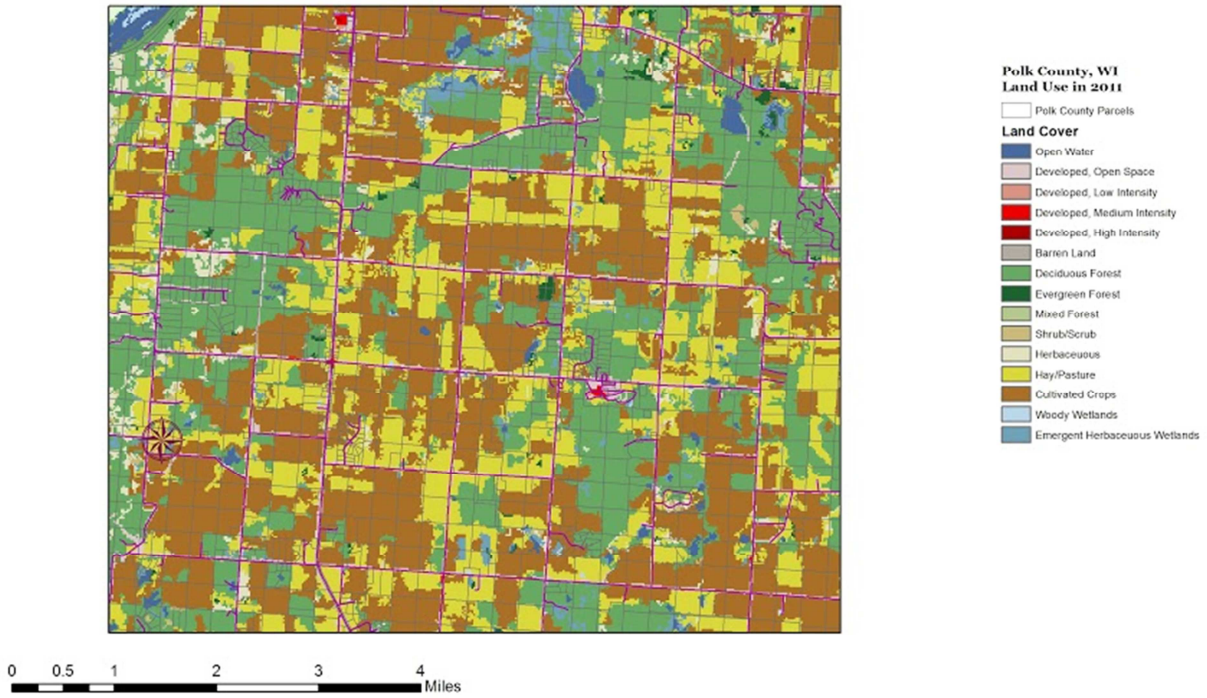 Polk County, WI
Land Use in 2011
Polk County Parcels
Land Cover
Open Water
Developed, Open Space
Developed, Low Intensity
Developed, Medium Intensity
Developed, High Intensity
Barren Land
Deciduous Forest
Evergreen Forest
Mixed Forest
Shrub/Scrub
Herbaceuous
Hay/Pasture
Cultivated Crops
Woody Wetlands
Emergent Herbaceuous Wetlands
0 0.5 1 2 3 4
Miles